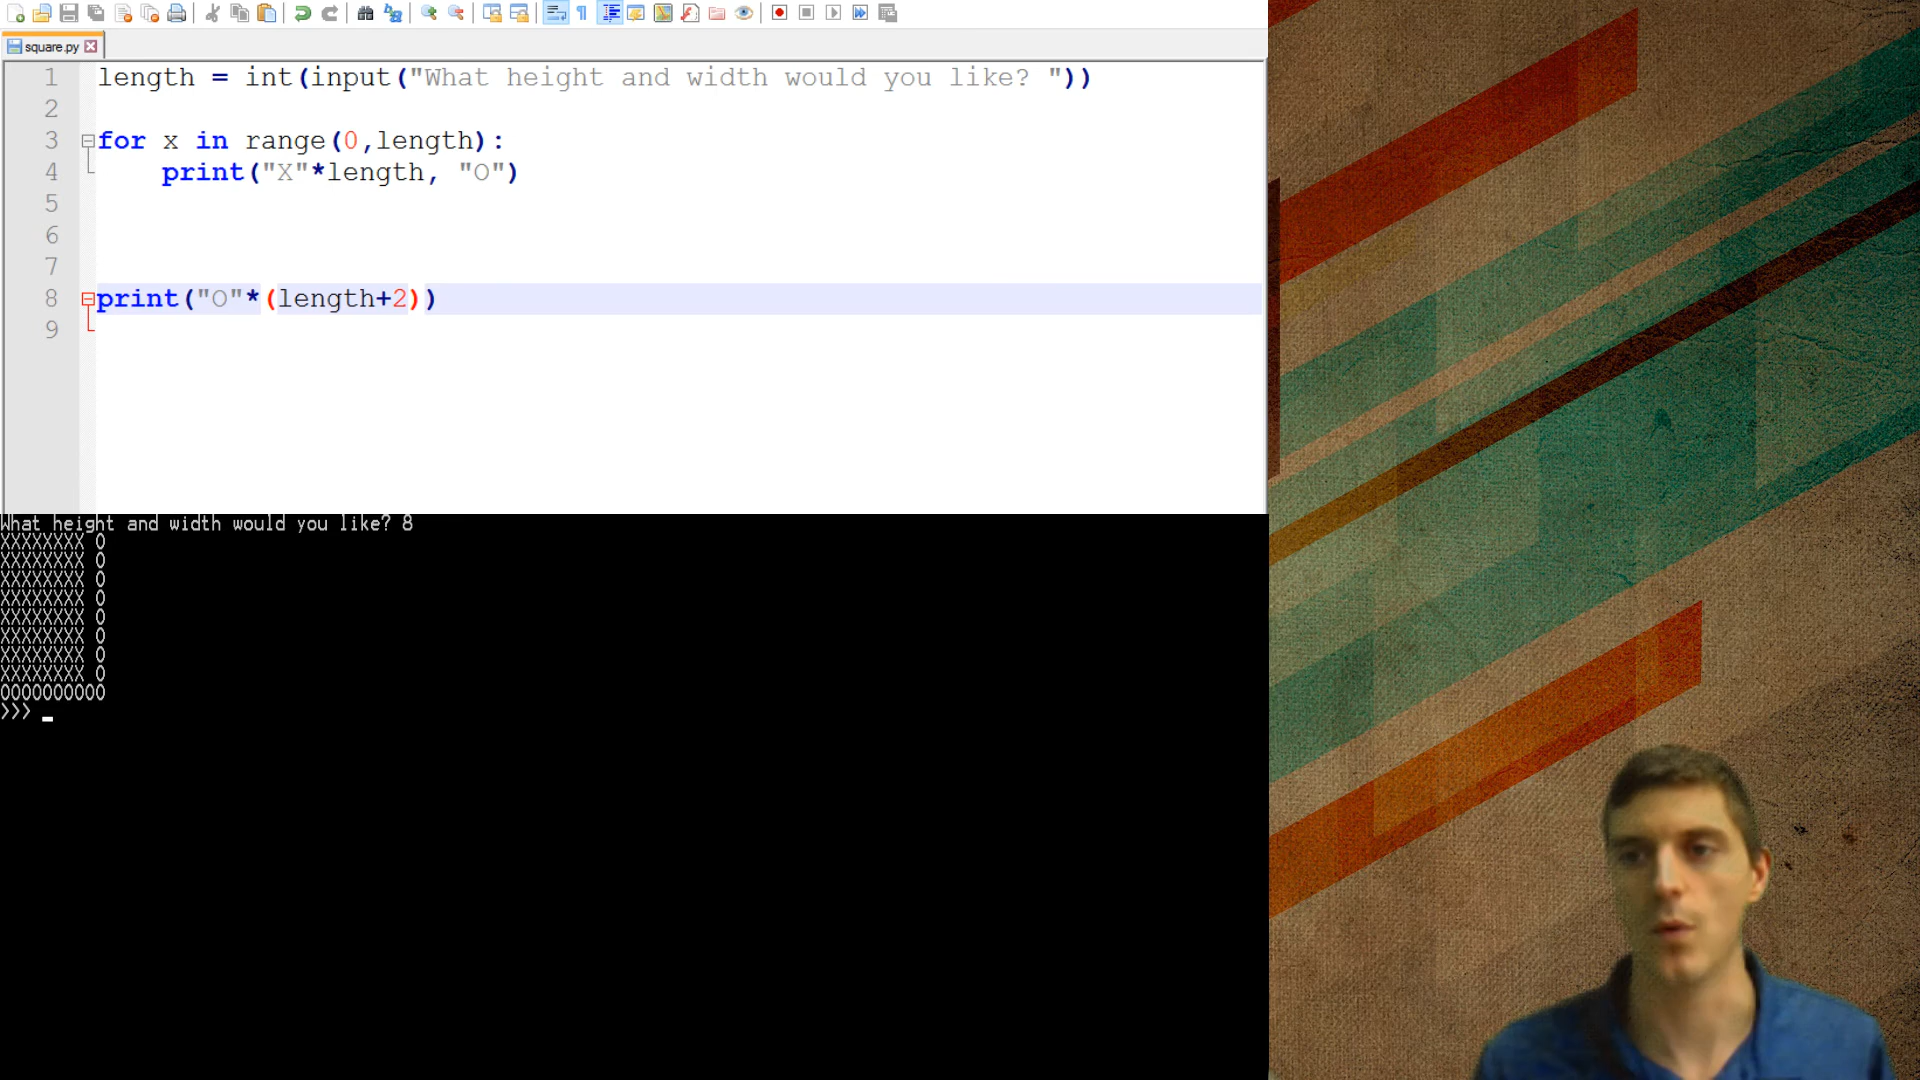 square.py
1 length = int(input("What height and width would you like? "))
2
3 for x in range(0,length):
4 print("X"*length, "O")
5
6
7
8 print("O"*(length+2))
9
What height and width would you like? 8
XXXXXXXX O
XXXXXXXX O
XXXXXXXX O
XXXXXXXX O
XXXXXXXX O
XXXXXXXX O
XXXXXXXX O
XXXXXXXX O
OOOOOOOOOO
>>> _